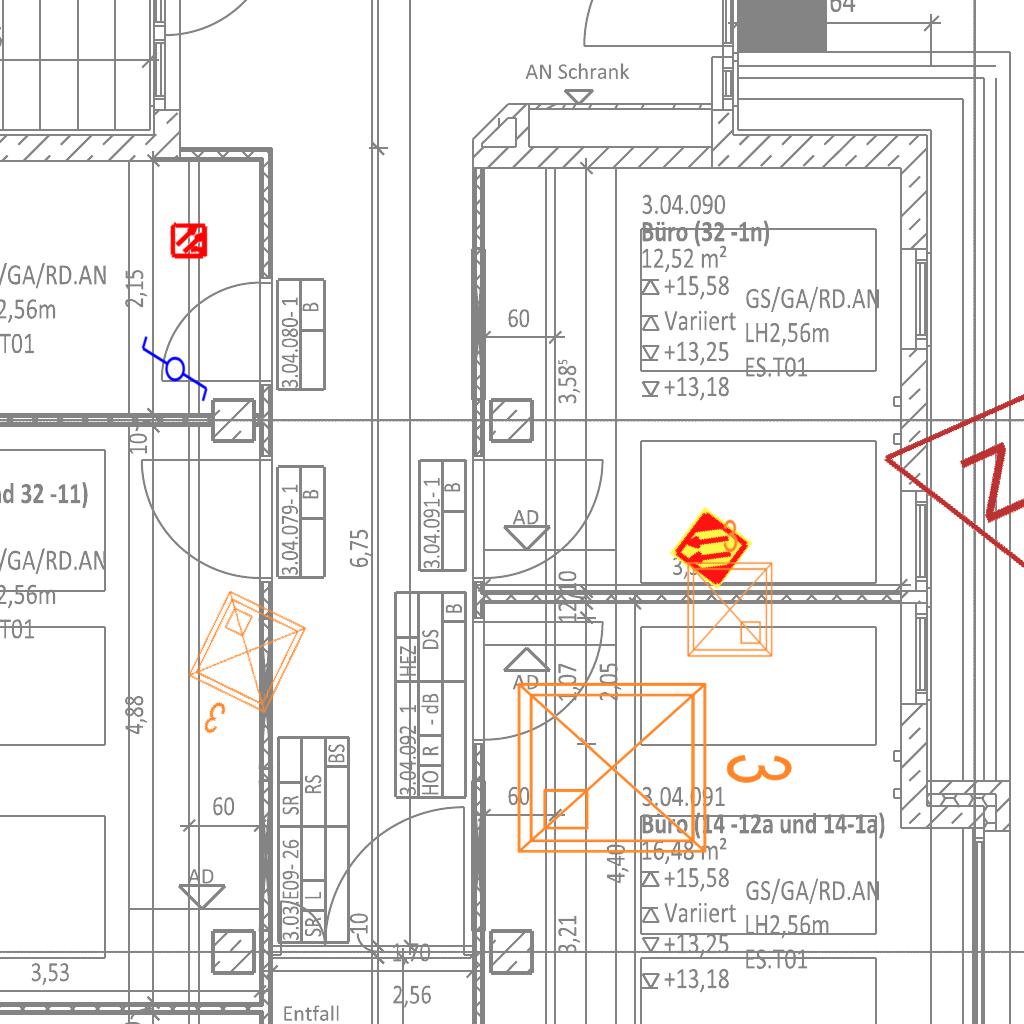 64
AN Schrank
3.04.090
Büro (32 -1n)
12,52 m²
+15,58
Variiert
+13,25
+13,18
GS/GA/RD.AN
LH2,56m
ES.T01
/GA/RD.AN
2,56m
T01
2,15
3.04.080- 1
B
60
3,58⁵
10
3.04.079- 1
B
6,75
3.04.091- 1
B
AD
nd 32 -11)
/GA/RD.AN
2,56m
T01
4,88
3
3
12
10
HEZ
DS
B
3.04.092 1
HO
R
- dB
AD
1,07
2,05
3
60
60
SR
RS
BS
3.03/E09- 26
SR
L
AD
10
3.04.091
Büro (14 -12a und 14-1a)
16,48 m²
+15,58
Variiert
+13,25
+13,18
GS/GA/RD.AN
LH2,56m
ES.T01
4,40
3,21
3,53
1,70
2,56
Entfall